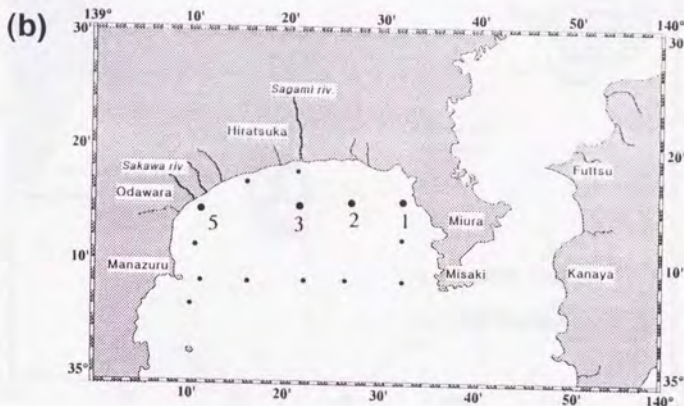 (b)
139° 10' 20' 30' 40' 50' 140°
30' 30'
Sagami riv.
Hiratsuka
20' 20'
Sakawa riv
Odawara
Futtsu
5 3 2 1
Miura
10' 10'
Manazuru
Misaki
Kanaya
35° 35°
10' 20' 30' 40' 50' 140°